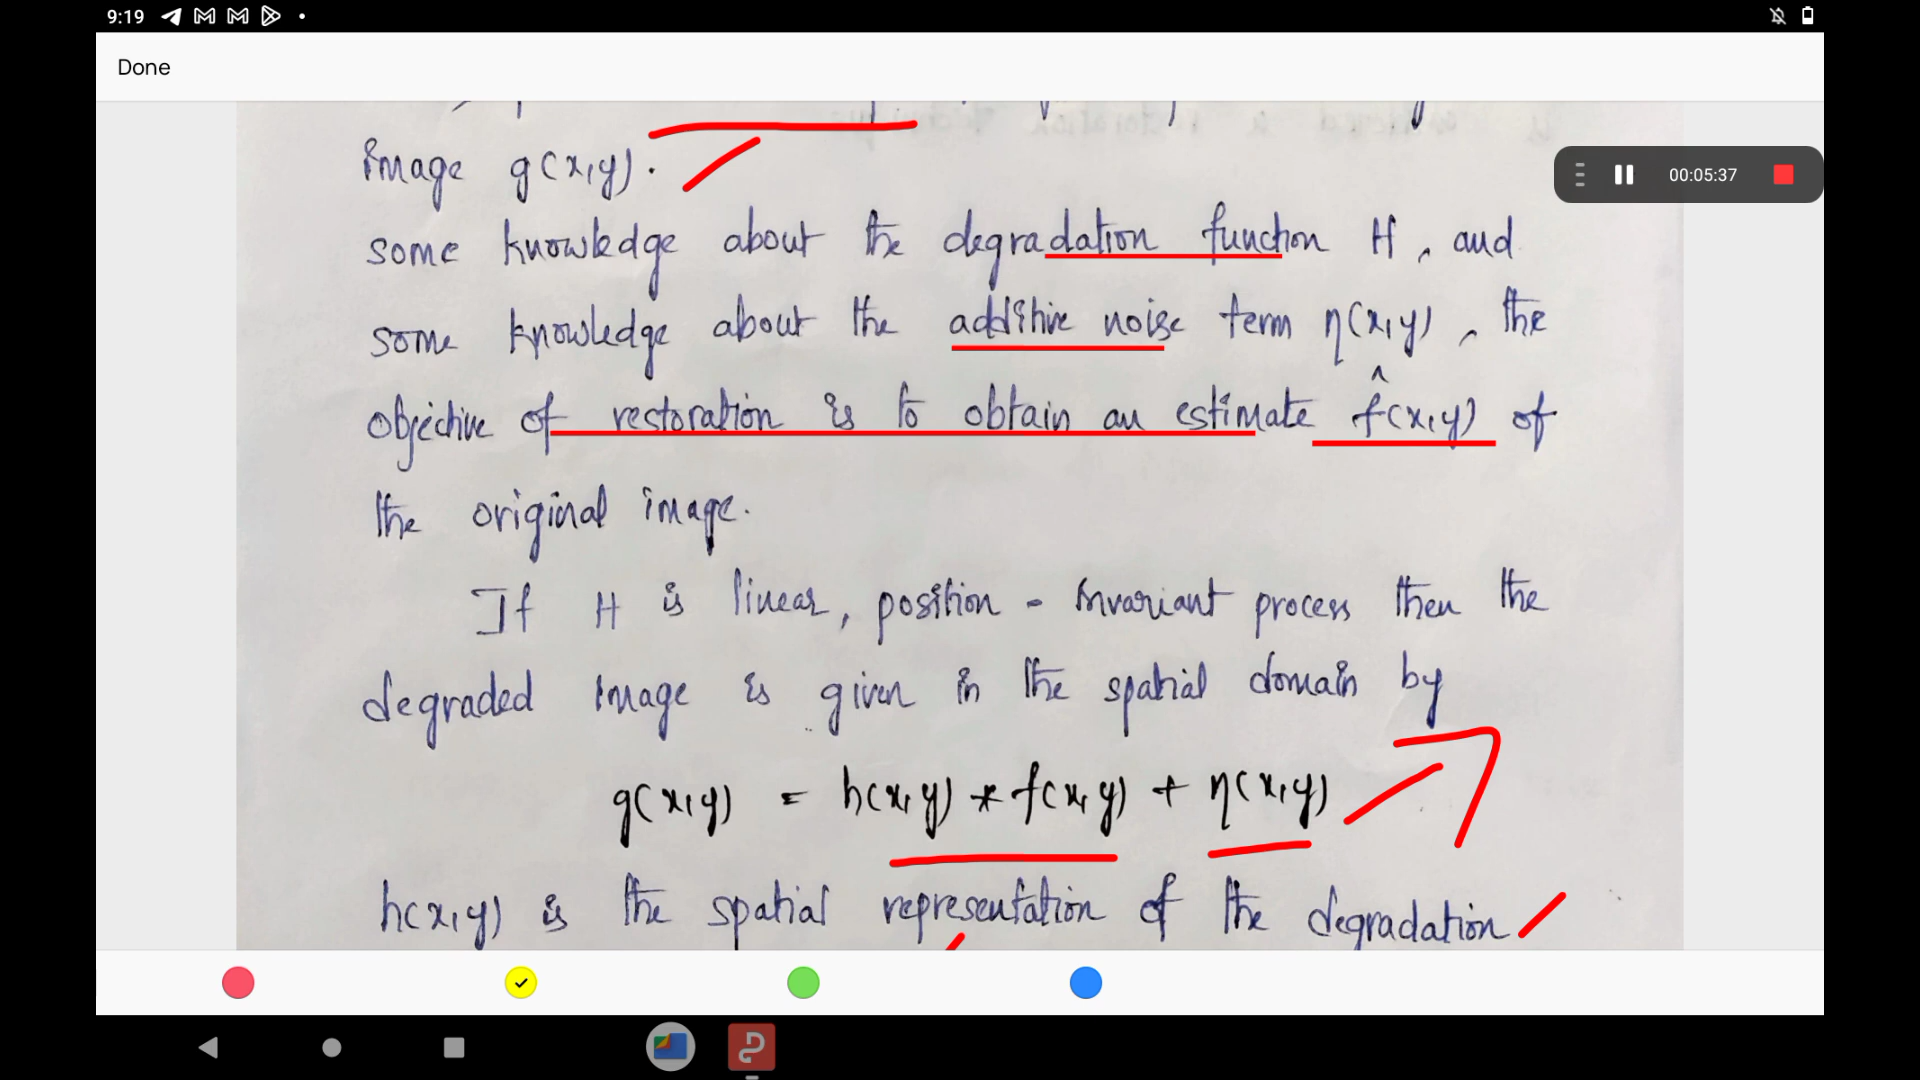 9:19
Done
00:05:37
image g(x,y).
some knowledge about the degradation function H, and
some knowledge about the additive noise term η(x,y), the
objective of restoration is to obtain an estimate f̂(x,y) of
the original image.
If H is linear, position - invariant process then the
degraded image is given in the spatial domain by
g(x,y) = h(x,y) * f(x,y) + η(x,y)
h(x,y) is the spatial representation of the degradation